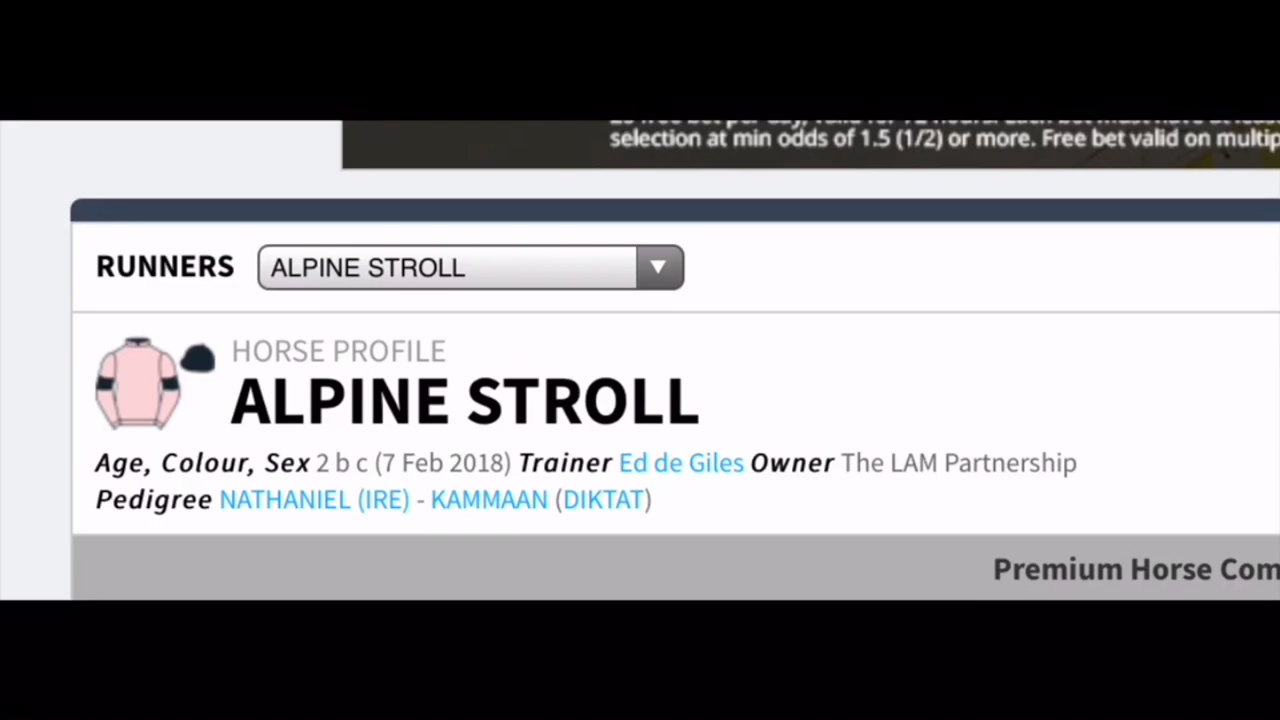 selection at min odds of 1.5 (1/2) or more. Free bet valid on multip
RUNNERS ALPINE STROLL
HORSE PROFILE
ALPINE STROLL
Age, Colour, Sex 2 b c (7 Feb 2018) Trainer Ed de Giles Owner The LAM Partnership
Pedigree NATHANIEL (IRE) - KAMMAAN (DIKTAT)
Premium Horse Com